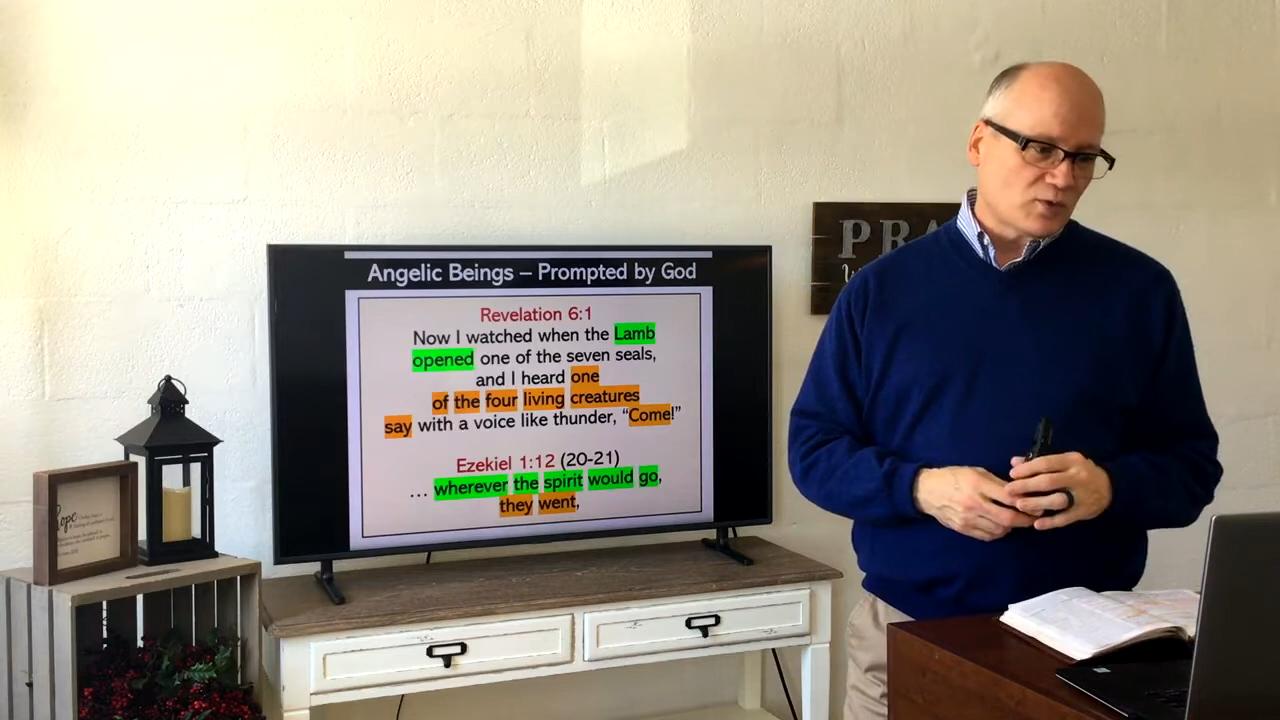 Angelic Beings – Prompted by God
Revelation 6:1
Now I watched when the Lamb
opened one of the seven seals,
and I heard one
of the four living creatures
say with a voice like thunder, “Come!”
Ezekiel 1:12 (20-21)
... wherever the spirit would go,
they went,
PRA
hope